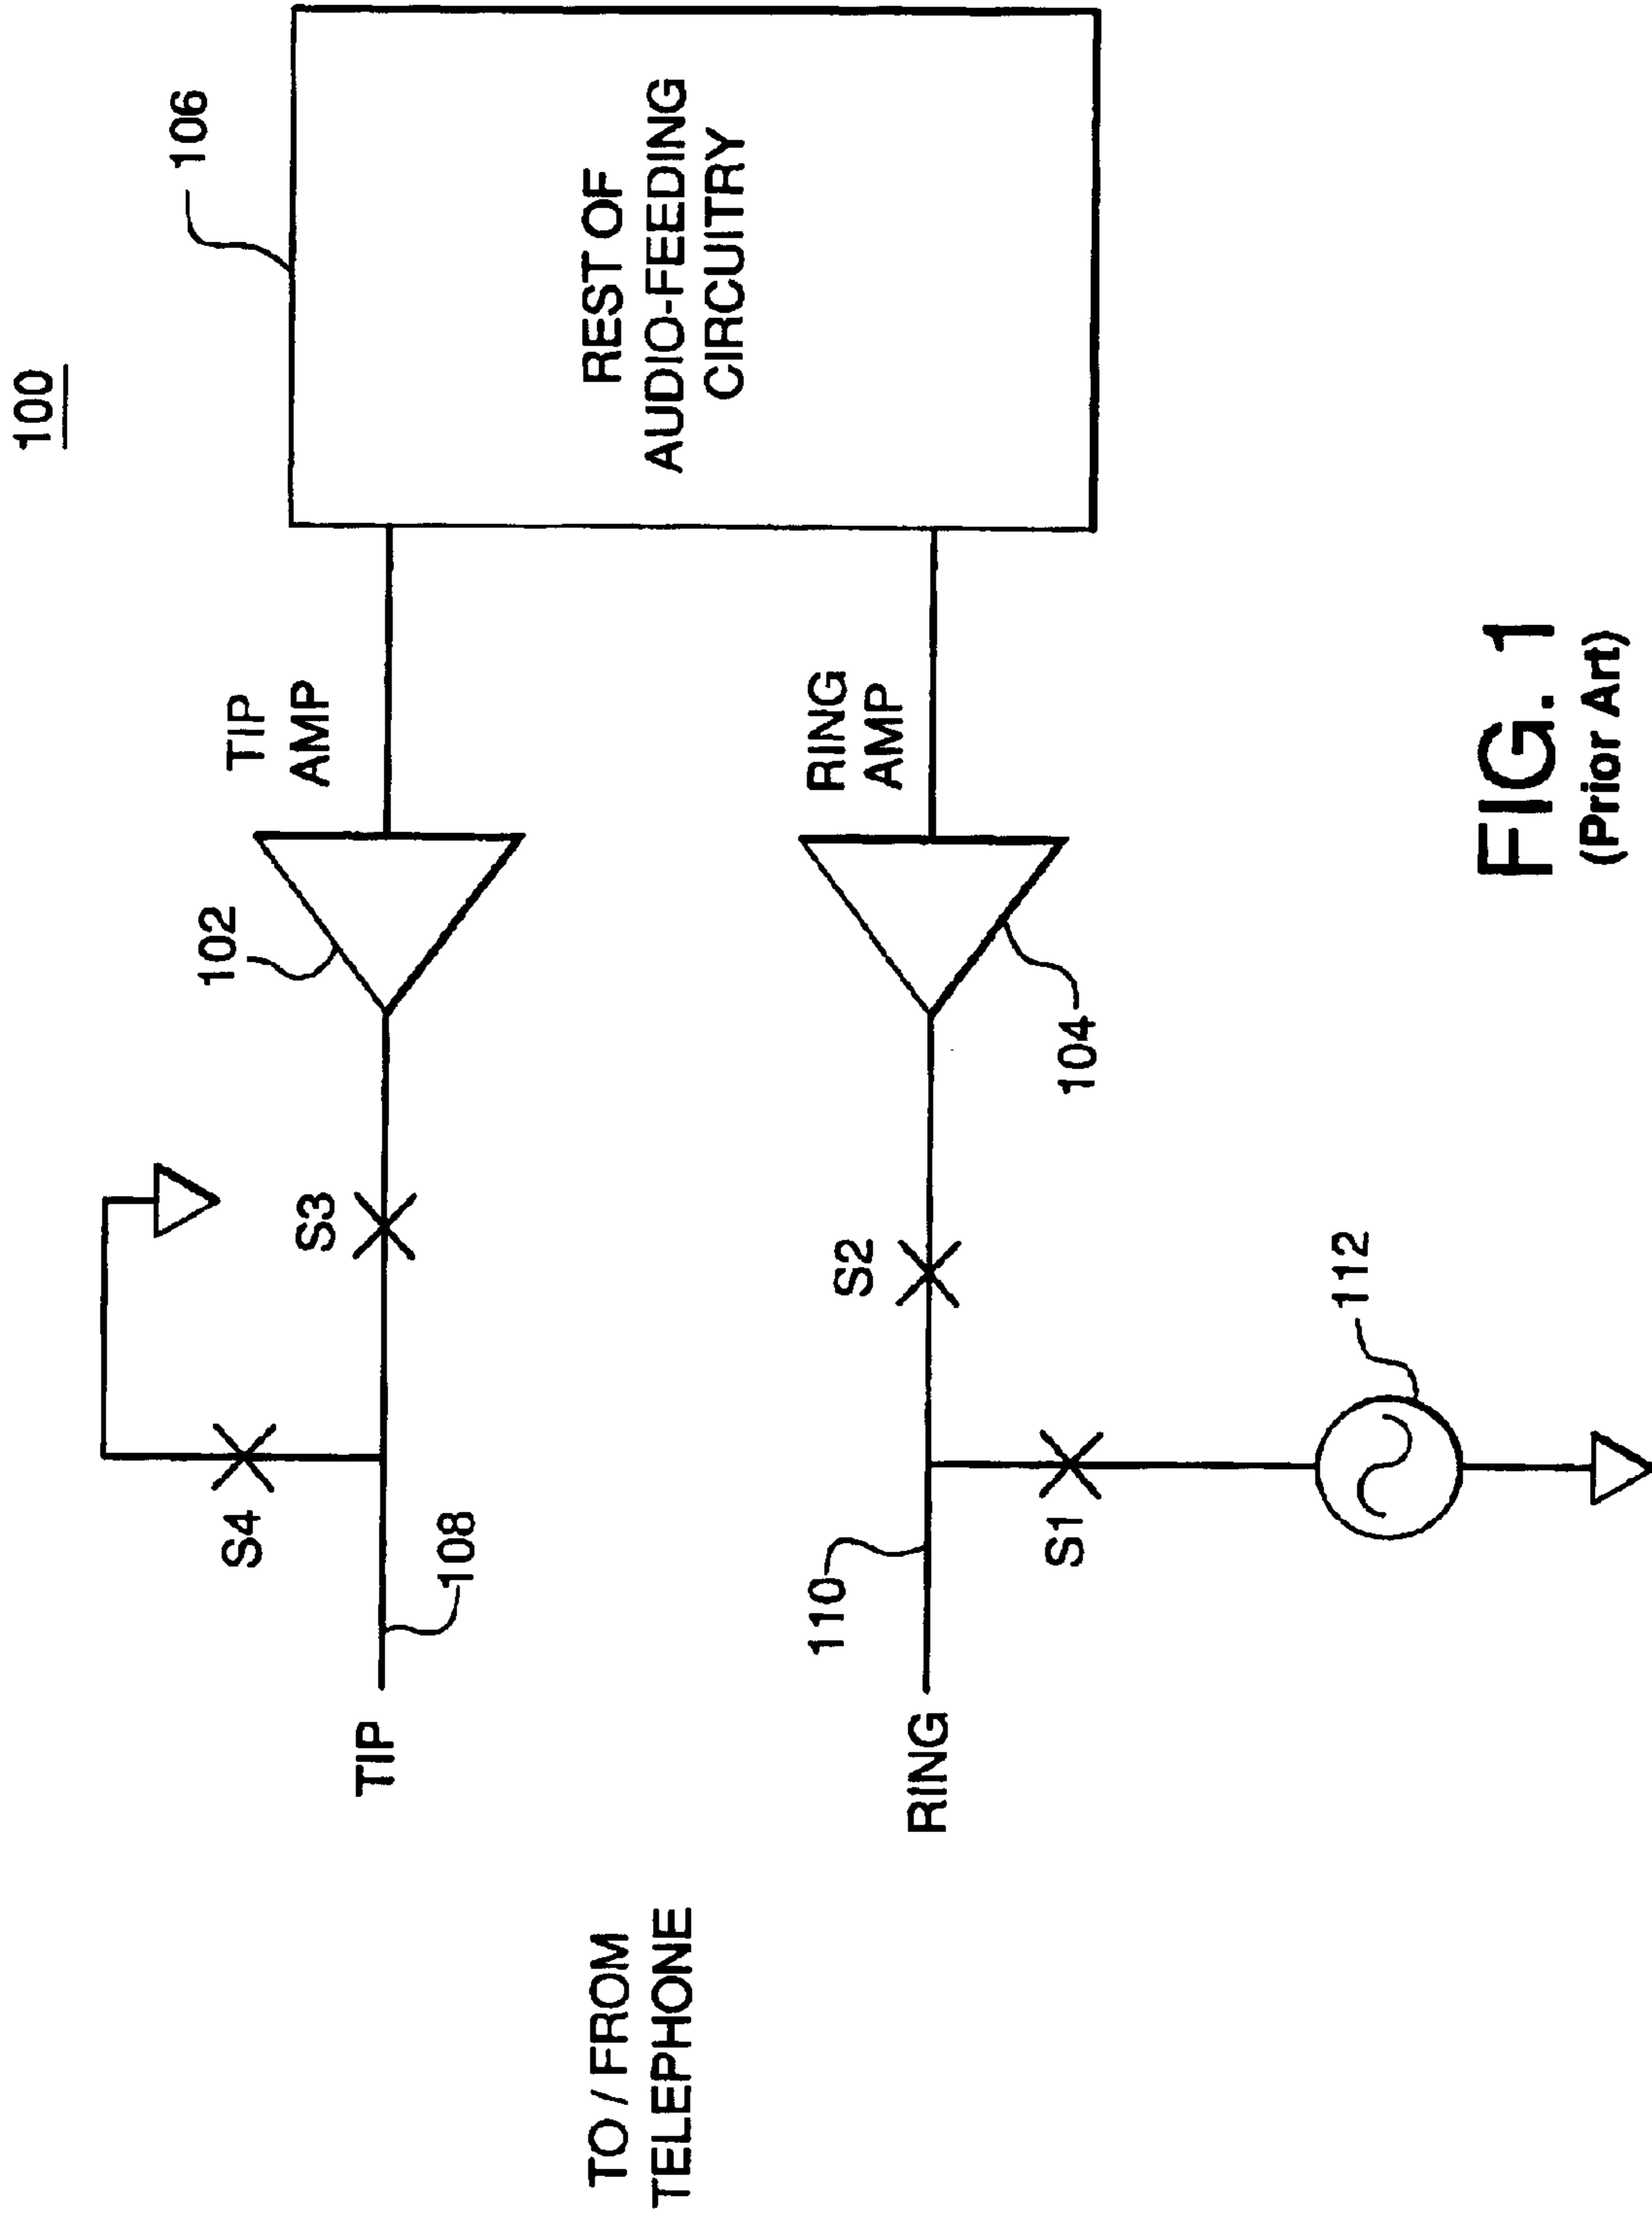 100
106
TIP
AMP
102
S3
S4
108
TIP
REST OF
AUDIO-FEEDING
CIRCUITRY
RING
AMP
104
S2
110
S1
112
RING
TO / FROM
TELEPHONE
FIG. 1
(Prior Art)